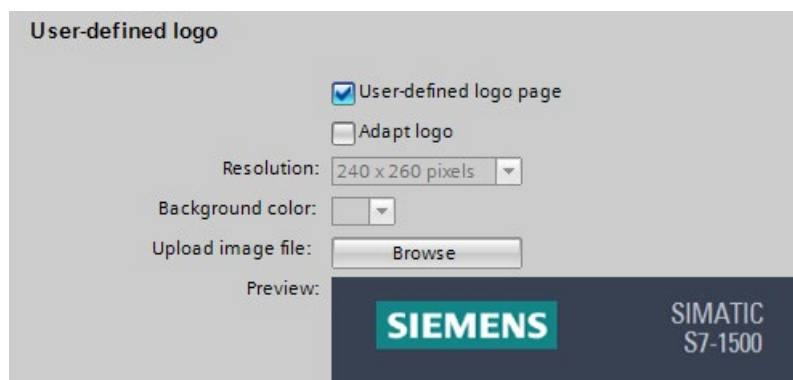 User-defined logo
User-defined logo page
Adapt logo
Resolution: 240 x 260 pixels
Background color:
Upload image file: Browse
Preview:
SIEMENS
SIMATIC
S7-1500